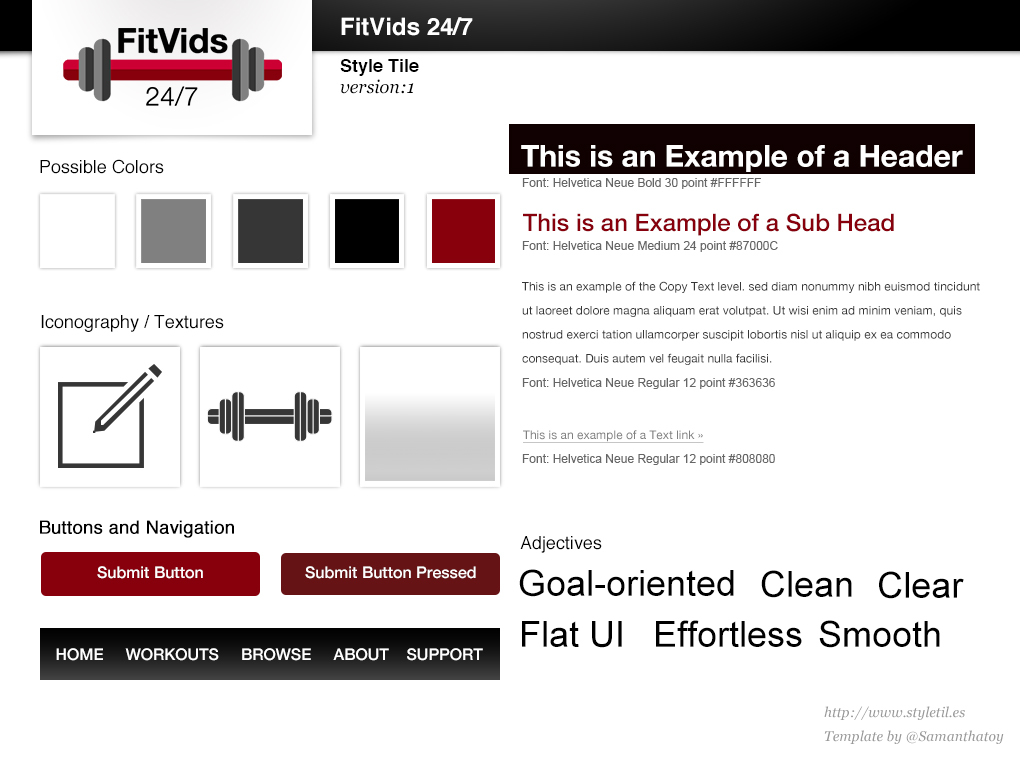 FitVids
24/7
FitVids 24/7
Style Tile
version:1
Possible Colors
Iconography / Textures
Buttons and Navigation
Submit Button
Submit Button Pressed
HOME WORKOUTS BROWSE ABOUT SUPPORT
This is an Example of a Header
Font: Helvetica Neue Bold 30 point #FFFFFF
This is an Example of a Sub Head
Font: Helvetica Neue Medium 24 point #87000C
This is an example of the Copy Text level. sed diam nonummy nibh euismod tincidunt
ut laoreet dolore magna aliquam erat volutpat. Ut wisi enim ad minim veniam, quis
nostrud exerci tation ullamcorper suscipit lobortis nisl ut aliquip ex ea commodo
consequat. Duis autem vel feugait nulla facilisi.
Font: Helvetica Neue Regular 12 point #363636
This is an example of a Text link »
Font: Helvetica Neue Regular 12 point #808080
Adjectives
Goal-oriented Clean Clear
Flat UI Effortless Smooth
http://www.styletil.es
Template by @Samanthatoy